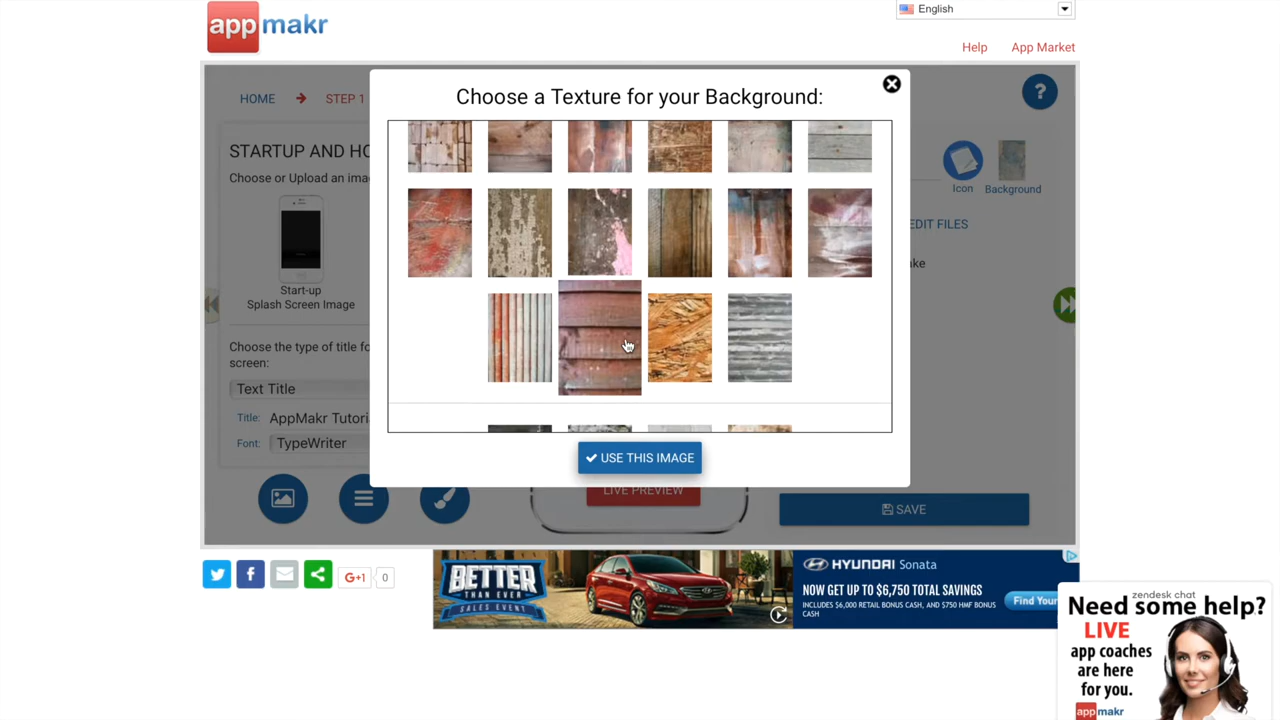 appmakr
English
Help
App Market
Choose a Texture for your Background:
HOME
STEP 1
?
STARTUP AND HO
Choose or Upload an ima
Icon
Background
EDIT FILES
ke
Start-up
Splash Screen Image
Choose the type of title fo
screen:
Text Title
Title: AppMakr Tutori
Font: TypeWriter
USE THIS IMAGE
LIVE PREVIEW
SAVE
G+1
0
BETTER
THAN EVER
SALES EVENT
HYUNDAI Sonata
NOW GET UP TO $6,750 TOTAL SAVINGS
INCLUDES $6,000 RETAIL BONUS CASH, AND $750 HMF BONUS
CASH
Find Your
zendesk chat
Need some help?
LIVE
app coaches
are here
for you.
appmakr